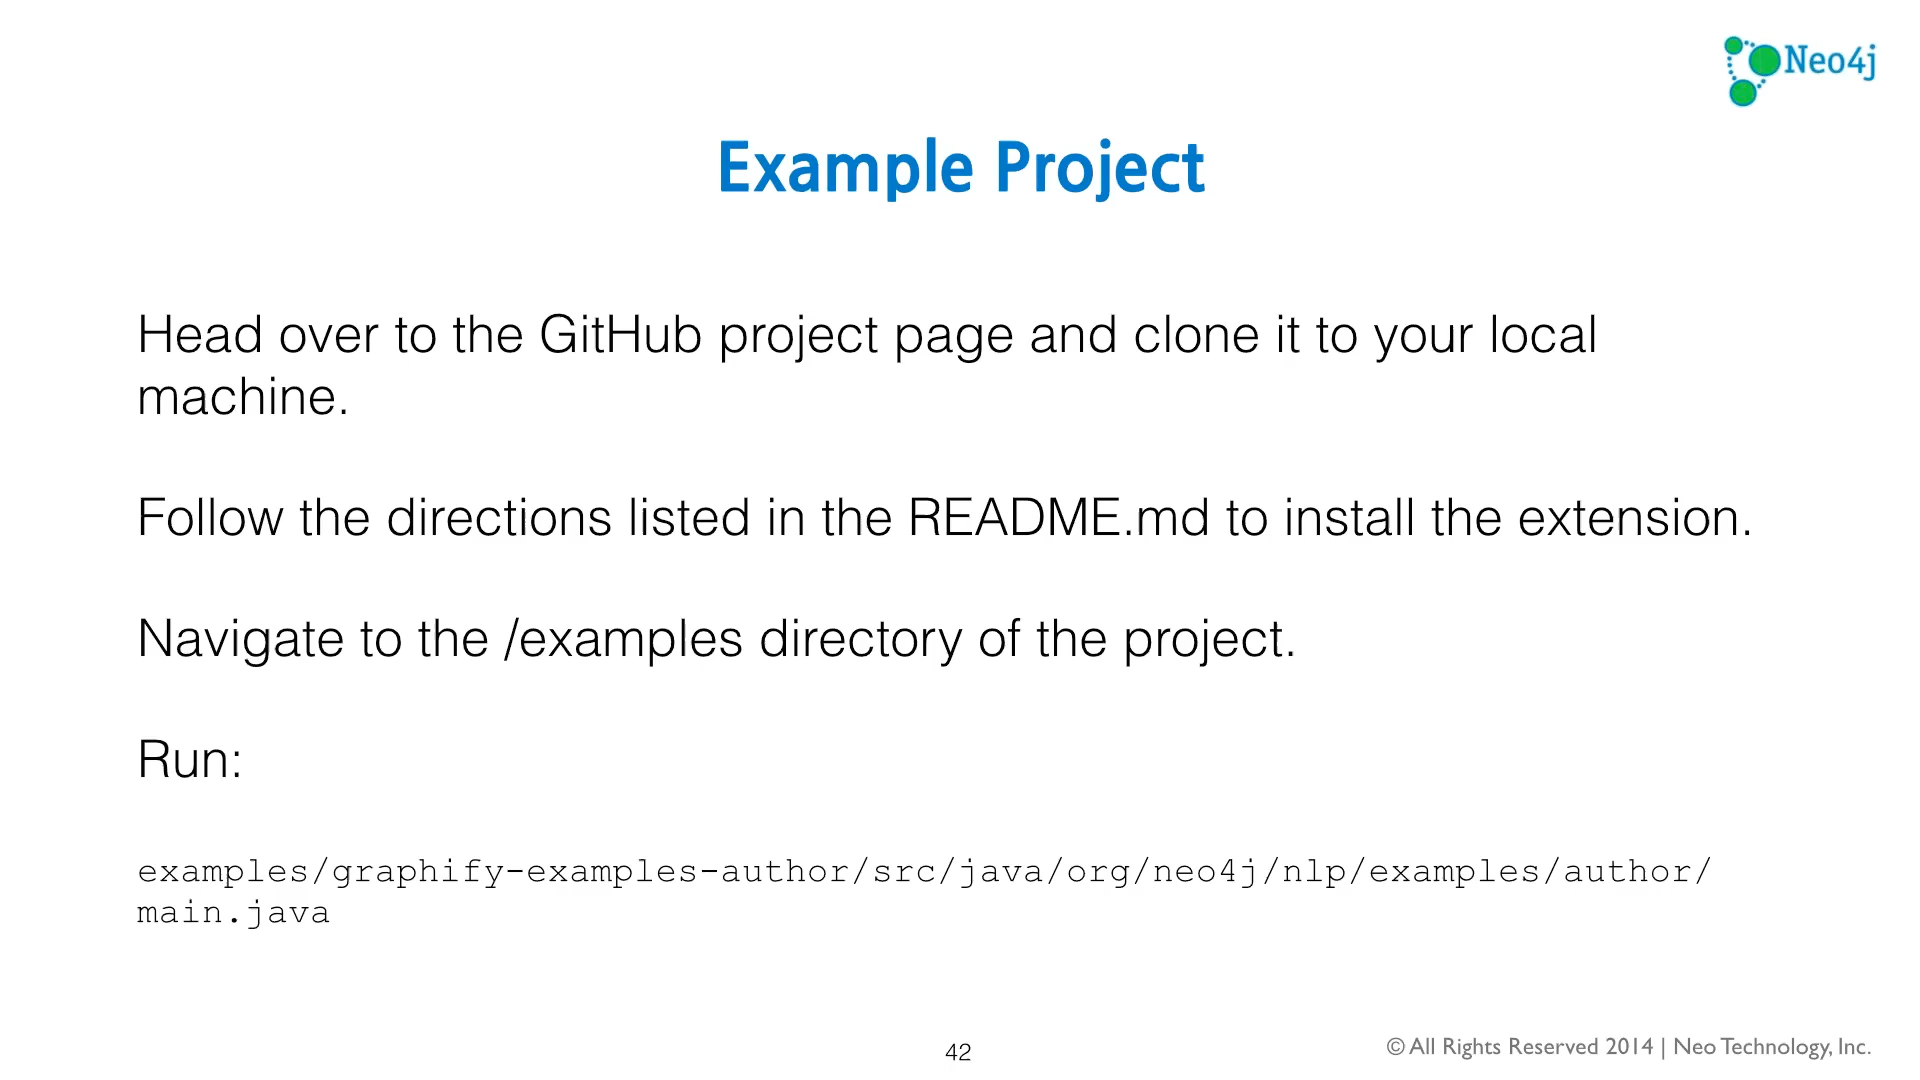 Neo4j
Example Project
Head over to the GitHub project page and clone it to your local
machine.
Follow the directions listed in the README.md to install the extension.
Navigate to the /examples directory of the project.
Run:
examples/graphify-examples-author/src/java/org/neo4j/nlp/examples/author/
main.java
42
© All Rights Reserved 2014 | Neo Technology, Inc.